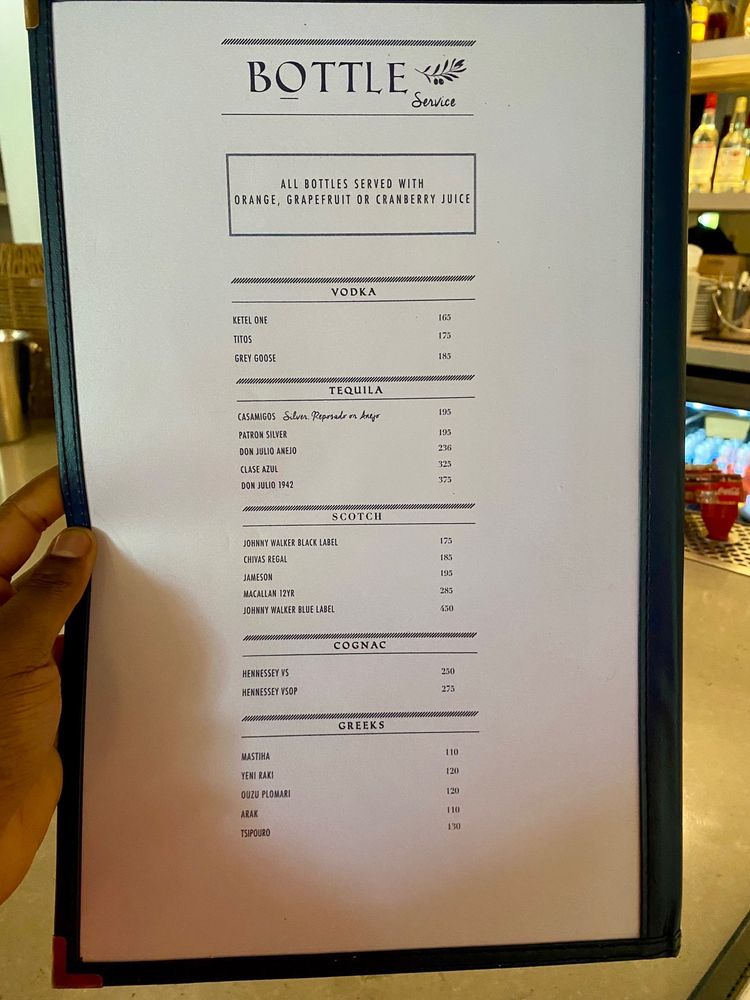 BOTTLE
Service
ALL BOTTLES SERVED WITH
ORANGE, GRAPEFRUIT OR CRANBERRY JUICE
VODKA
KETEL ONE 165
TITOS 175
GREY GOOSE 185
TEQUILA
CASAMIGOS Silver, Reposado or Anejo 195
PATRON SILVER 195
DON JULIO ANEJO 236
CLASE AZUL 325
DON JULIO 1942 375
SCOTCH
JOHNNY WALKER BLACK LABEL 175
CHIVAS REGAL 185
JAMESON 195
MACALLAN 12YR 285
JOHNNY WALKER BLUE LABEL 450
COGNAC
HENNESSEY VS 250
HENNESSEY VSOP 275
GREEKS
MASTIHA 110
YENI RAKI 120
OUZU PLOMARI 120
ARAK 110
TSIPOURO 130
Coca-Cola